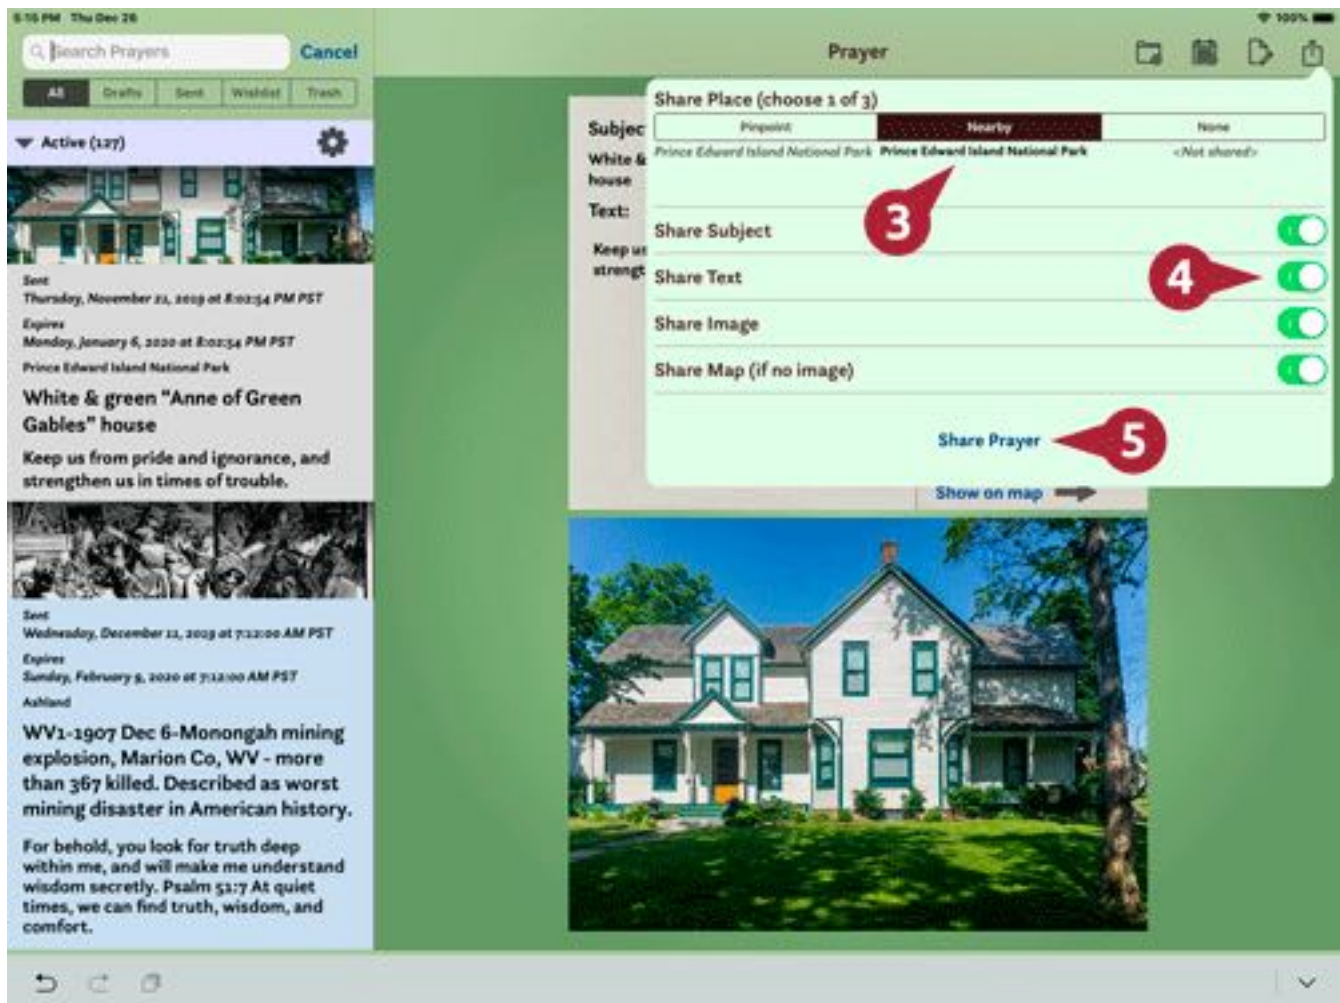 5:15 PM Thu Dec 26
100%
Search Prayers
Cancel
All
Drafts
Sent
Wishlist
Trash
Active (127)
Sent
Thursday, November 21, 2019 at 8:02:54 PM PST
Expires
Monday, January 6, 2020 at 8:02:54 PM PST
Prince Edward Island National Park
White & green "Anne of Green
Gables" house
Keep us from pride and ignorance, and
strengthen us in times of trouble.
Sent
Wednesday, December 11, 2019 at 7:12:00 AM PST
Expires
Sunday, February 9, 2020 at 7:12:00 AM PST
Ashland
WV1-1907 Dec 6-Monongah mining
explosion, Marion Co, WV - more
than 367 killed. Described as worst
mining disaster in American history.
For behold, you look for truth deep
within me, and will make me understand
wisdom secretly. Psalm 51:7 At quiet
times, we can find truth, wisdom, and
comfort.
Prayer
Subjec
White &
house
Text:
Keep us
strengt
Share Place (choose 1 of 3)
Pinpoint
Nearby
None
Prince Edward Island National Park
Prince Edward Island National Park
<Not shared>
3
Share Subject
Share Text
4
Share Image
Share Map (if no image)
Share Prayer
5
Show on map